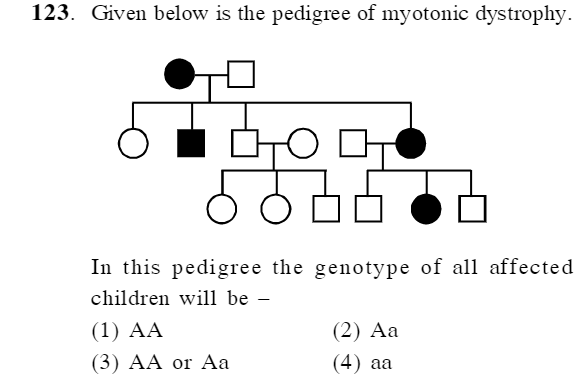 123. Given below is the pedigree of myotonic dystrophy.
In this pedigree the genotype of all affected
children will be –
(1) AA (2) Aa
(3) AA or Aa (4) aa